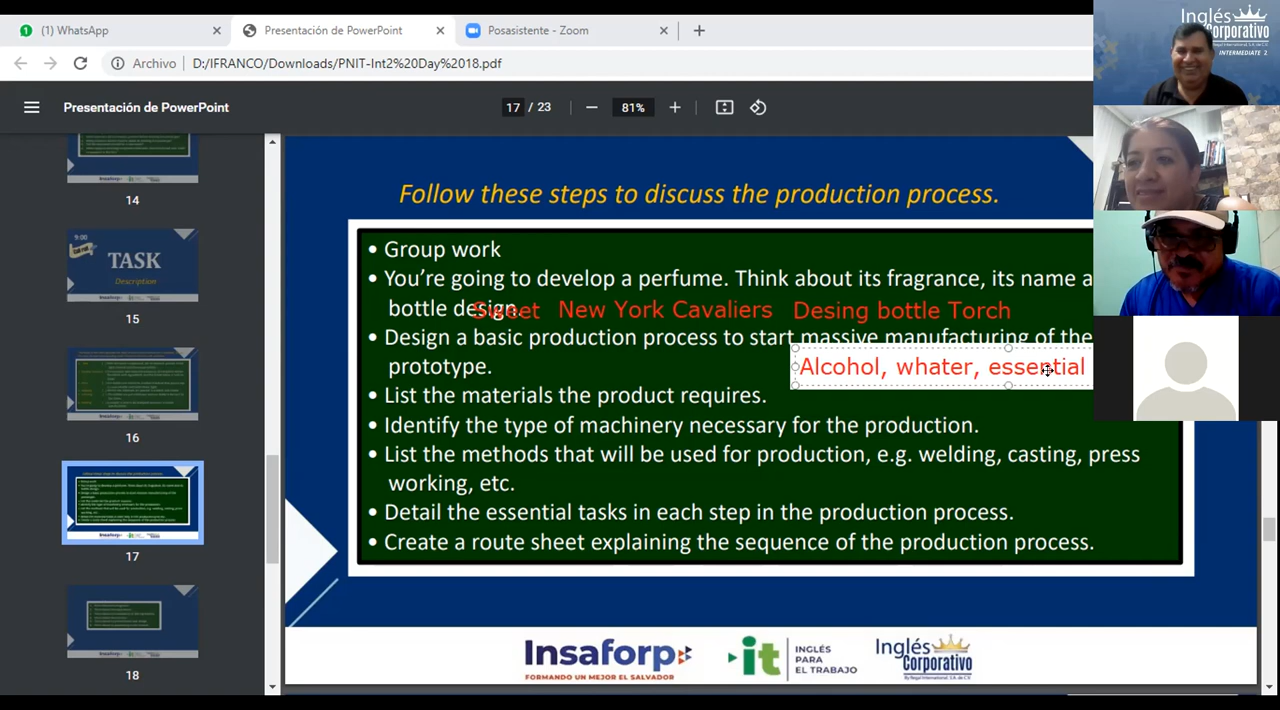 (1) WhatsApp
Presentación de PowerPoint
Posasistente - Zoom
Archivo
D:/IFRANCO/Downloads/PNIT-Int2%20Day%2018.pdf
Presentación de PowerPoint
17 / 23
81%
14
9:00
TASK
Description
15
16
17
18
Follow these steps to discuss the production process.
• Group work
• You're going to develop a perfume. Think about its fragrance, its name a
bottle design.
Sweet New York Cavaliers Desing bottle Torch
• Design a basic production process to start massive manufacturing of the
prototype.
Alcohol, whater, essential
• List the materials the product requires.
• Identify the type of machinery necessary for the production.
• List the methods that will be used for production, e.g. welding, casting, press
working, etc.
• Detail the essential tasks in each step in the production process.
• Create a route sheet explaining the sequence of the production process.
Insaforp
FORMANDO UN MEJOR EL SALVADOR
it
INGLÉS
PARA
EL TRABAJO
Inglés
Corporativo
By Regal International, S.A. de C.V.
Inglés
Corporativo
INTERMEDIATE 2